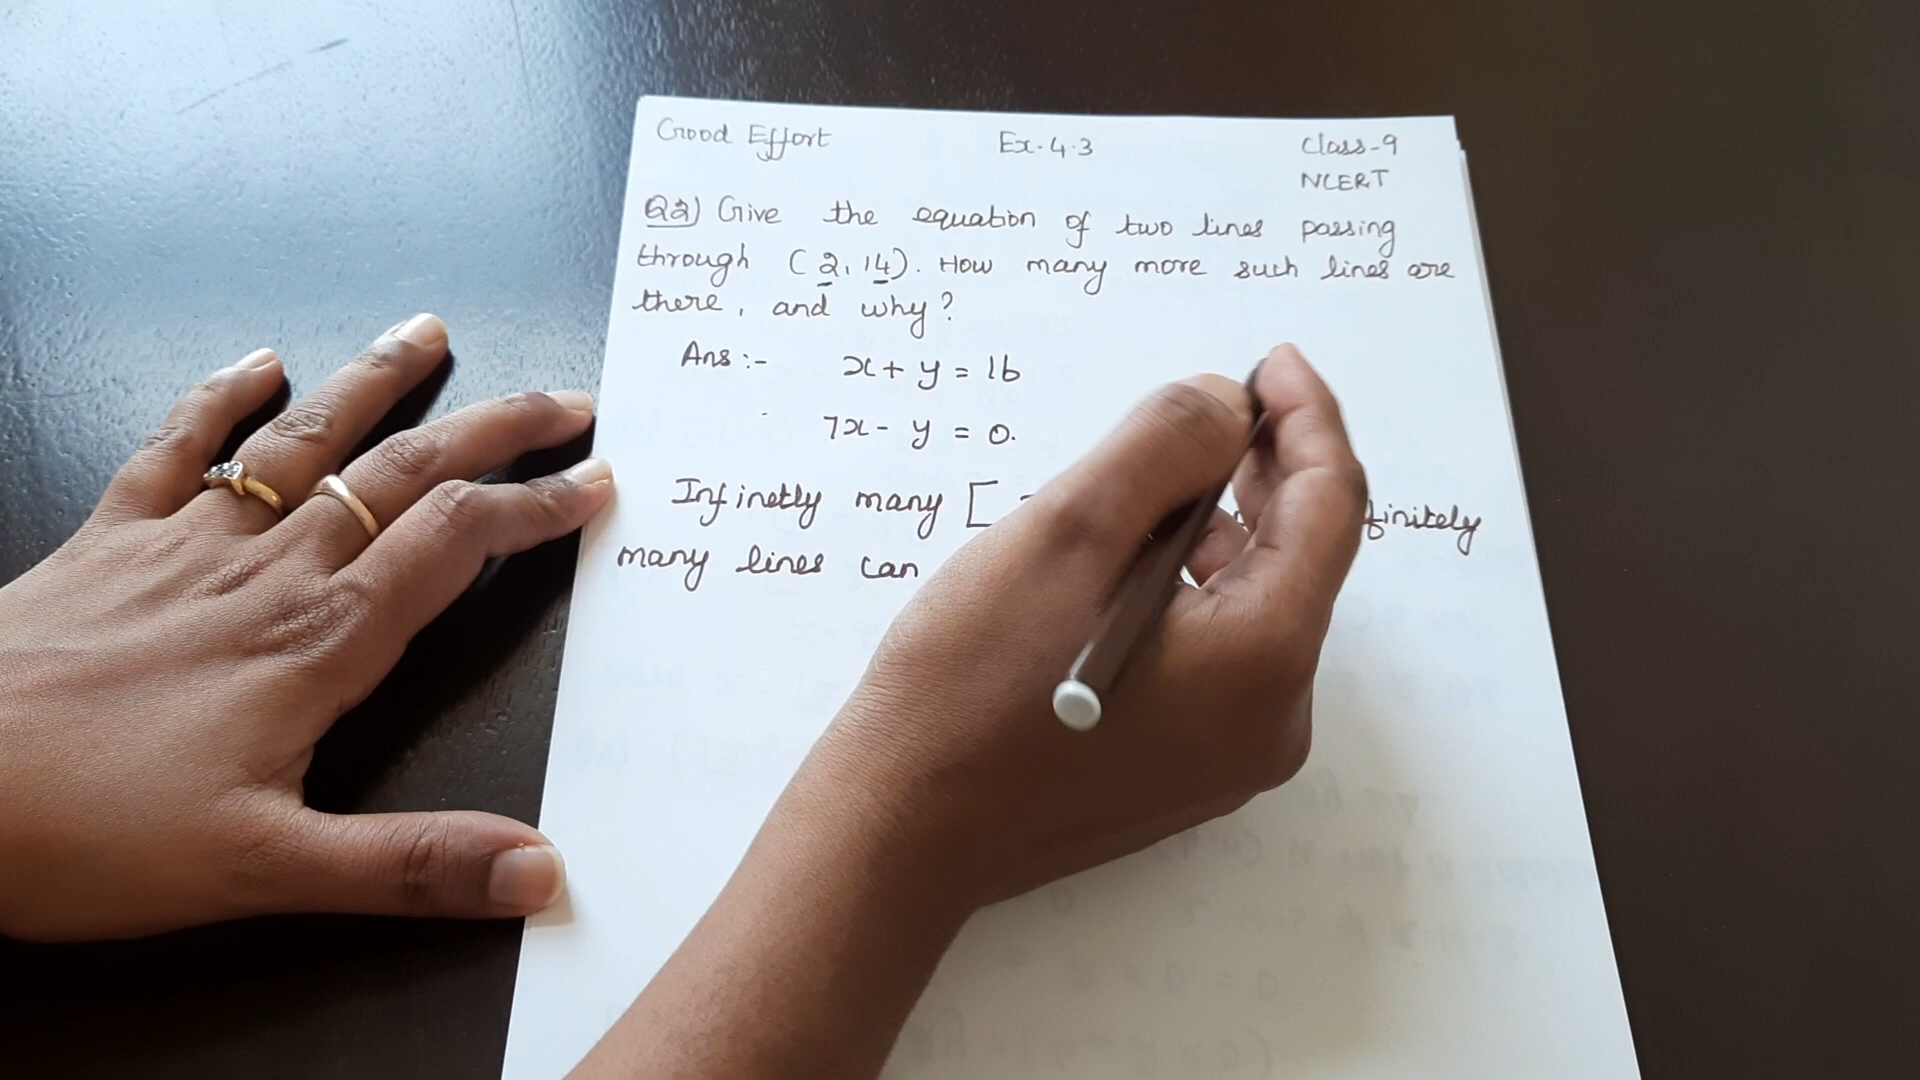 Good Effort Ex. 4.3 Class-9
NCERT
Q2) Give the equation of two lines passing
through (2, 14). How many more such lines are
there, and why?
Ans :- x + y = 16
7x - y = 0.
Infinetly many [
many lines can